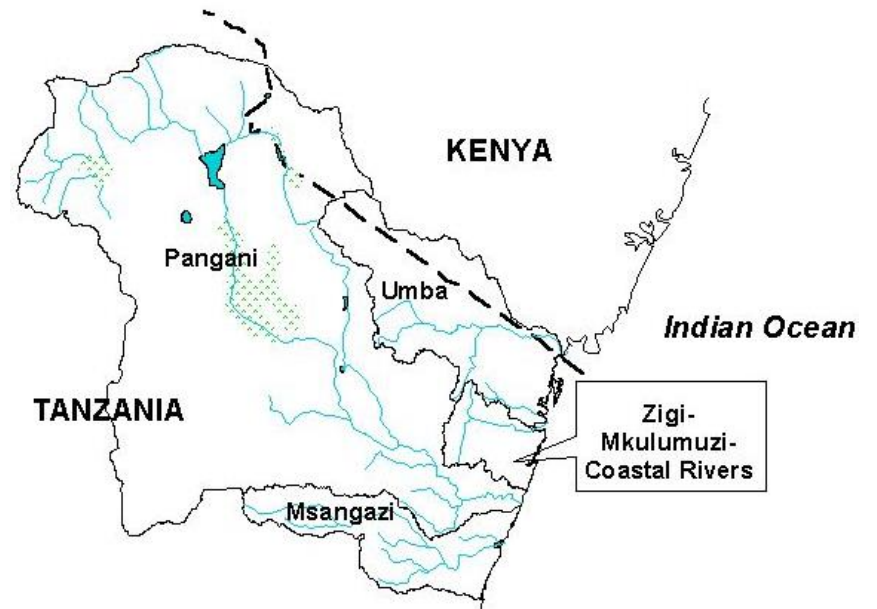 KENYA
Pangani
Umba
Indian Ocean
TANZANIA
Zigi-
Mkulumuzi-
Coastal Rivers
Msangazi